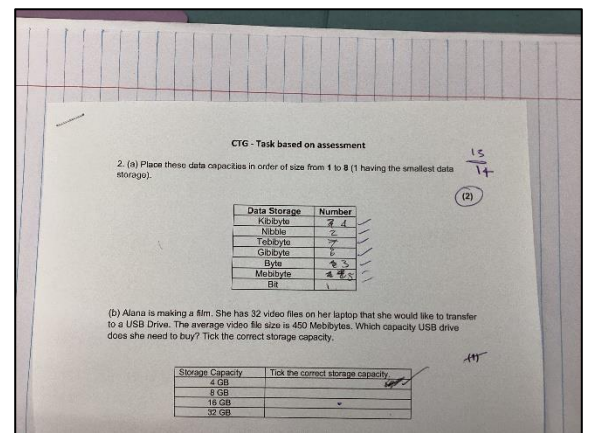 CTG - Task based on assessment
13
14
2. (a) Place these data capacities in order of size from 1 to 8 (1 having the smallest data
storage).
(2)
Data Storage Number
Kibibyte 4
Nibble 2
Tebibyte 7
Gibibyte 6
Byte 3
Mebibyte 5
Bit 1
(b) Alana is making a film. She has 32 video files on her laptop that she would like to transfer
to a USB Drive. The average video file size is 450 Mebibytes. Which capacity USB drive
does she need to buy? Tick the correct storage capacity.
Storage Capacity Tick the correct storage capacity.
4 GB
8 GB
16 GB
32 GB